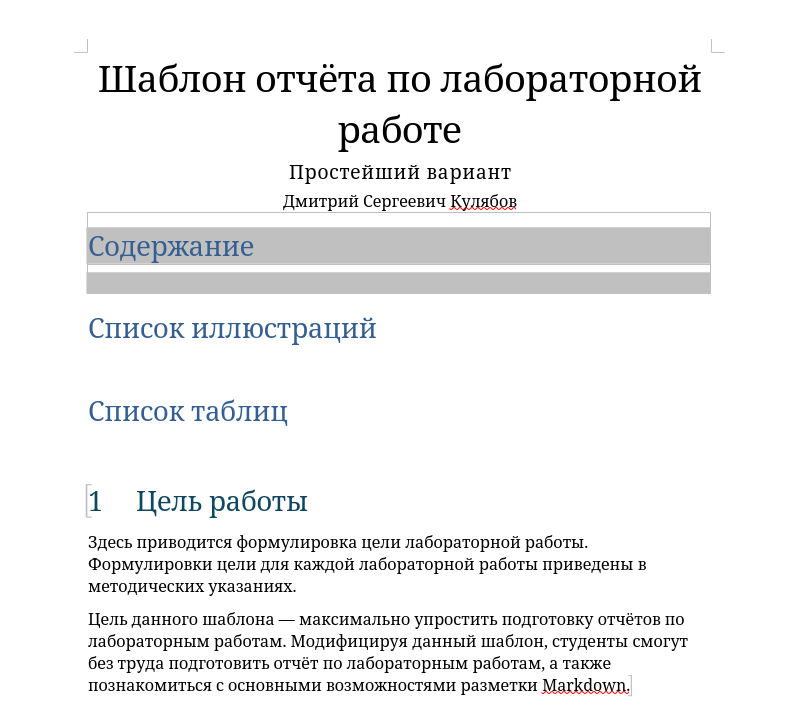 Шаблон отчёта по лабораторной
работе
Простейший вариант
Дмитрий Сергеевич Кулябов
Содержание
Список иллюстраций
Список таблиц
1 Цель работы
Здесь приводится формулировка цели лабораторной работы.
Формулировки цели для каждой лабораторной работы приведены в
методических указаниях.
Цель данного шаблона — максимально упростить подготовку отчётов по
лабораторным работам. Модифицируя данный шаблон, студенты смогут
без труда подготовить отчёт по лабораторным работам, а также
познакомиться с основными возможностями разметки Markdown.